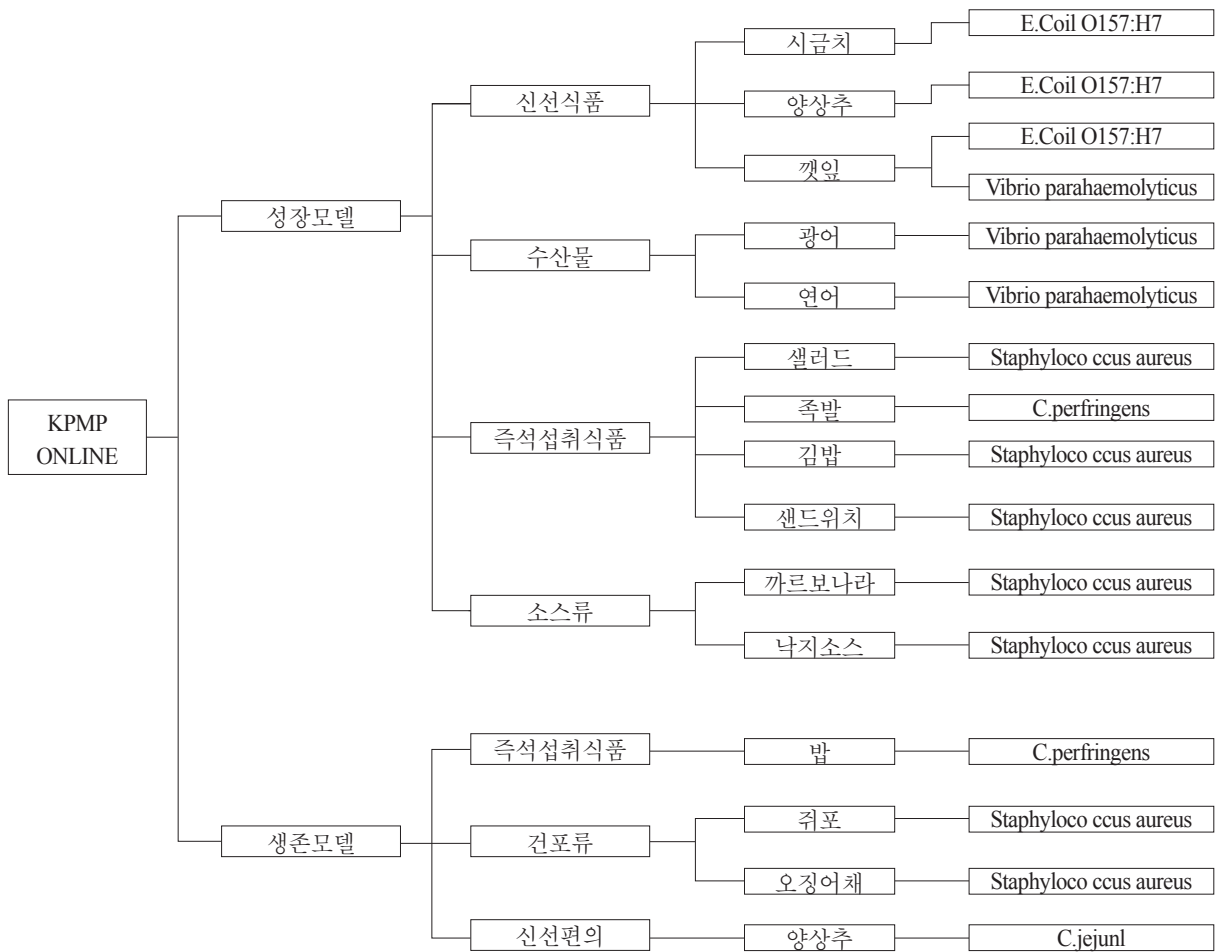 KPMP
ONLINE
성장모델
신선식품
시금치
E.Coil O157:H7
양상추
E.Coil O157:H7
깻잎
E.Coil O157:H7
Vibrio parahaemolyticus
수산물
광어
Vibrio parahaemolyticus
연어
Vibrio parahaemolyticus
즉석섭취식품
샐러드
Staphyloco ccus aureus
족발
C.perfringens
김밥
Staphyloco ccus aureus
샌드위치
Staphyloco ccus aureus
소스류
까르보나라
Staphyloco ccus aureus
낙지소스
Staphyloco ccus aureus
생존모델
즉석섭취식품
밥
C.perfringens
건포류
쥐포
Staphyloco ccus aureus
오징어채
Staphyloco ccus aureus
신선편의
양상추
C.jejunl